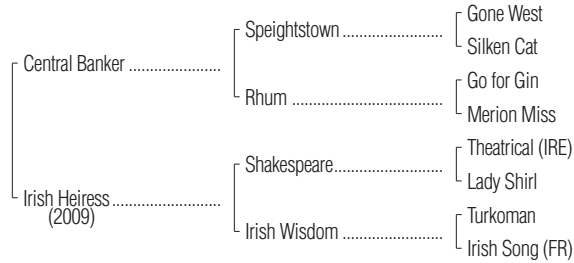 Gone West
Speightstown
Silken Cat
Central Banker
Go for Gin
Rhum
Merion Miss
Theatrical (IRE)
Shakespeare
Lady Shirl
Irish Heiress
(2009)
Turkoman
Irish Wisdom
Irish Song (FR)